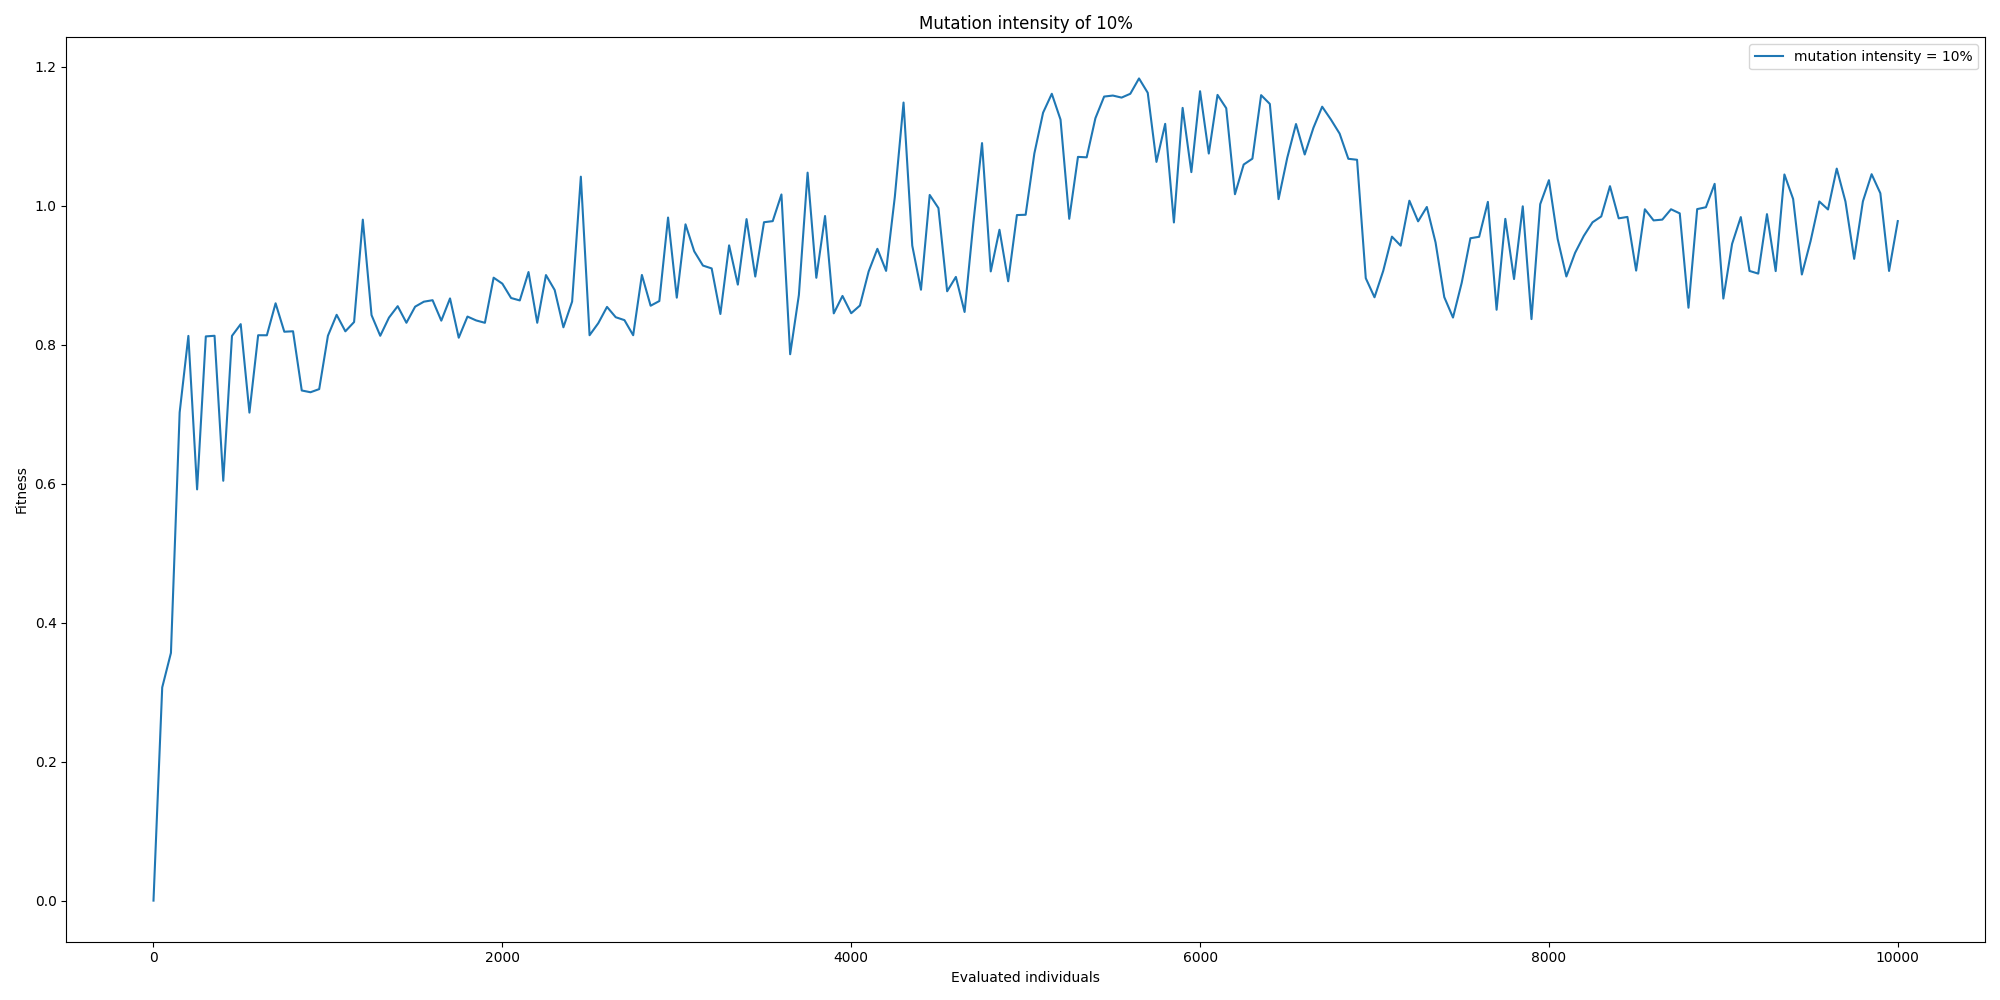 Mutation intensity of 10%
mutation intensity = 10%
1.2
1.0
0.8
0.6
0.4
0.2
0.0
Fitness
0 2000 4000 6000 8000 10000
Evaluated individuals